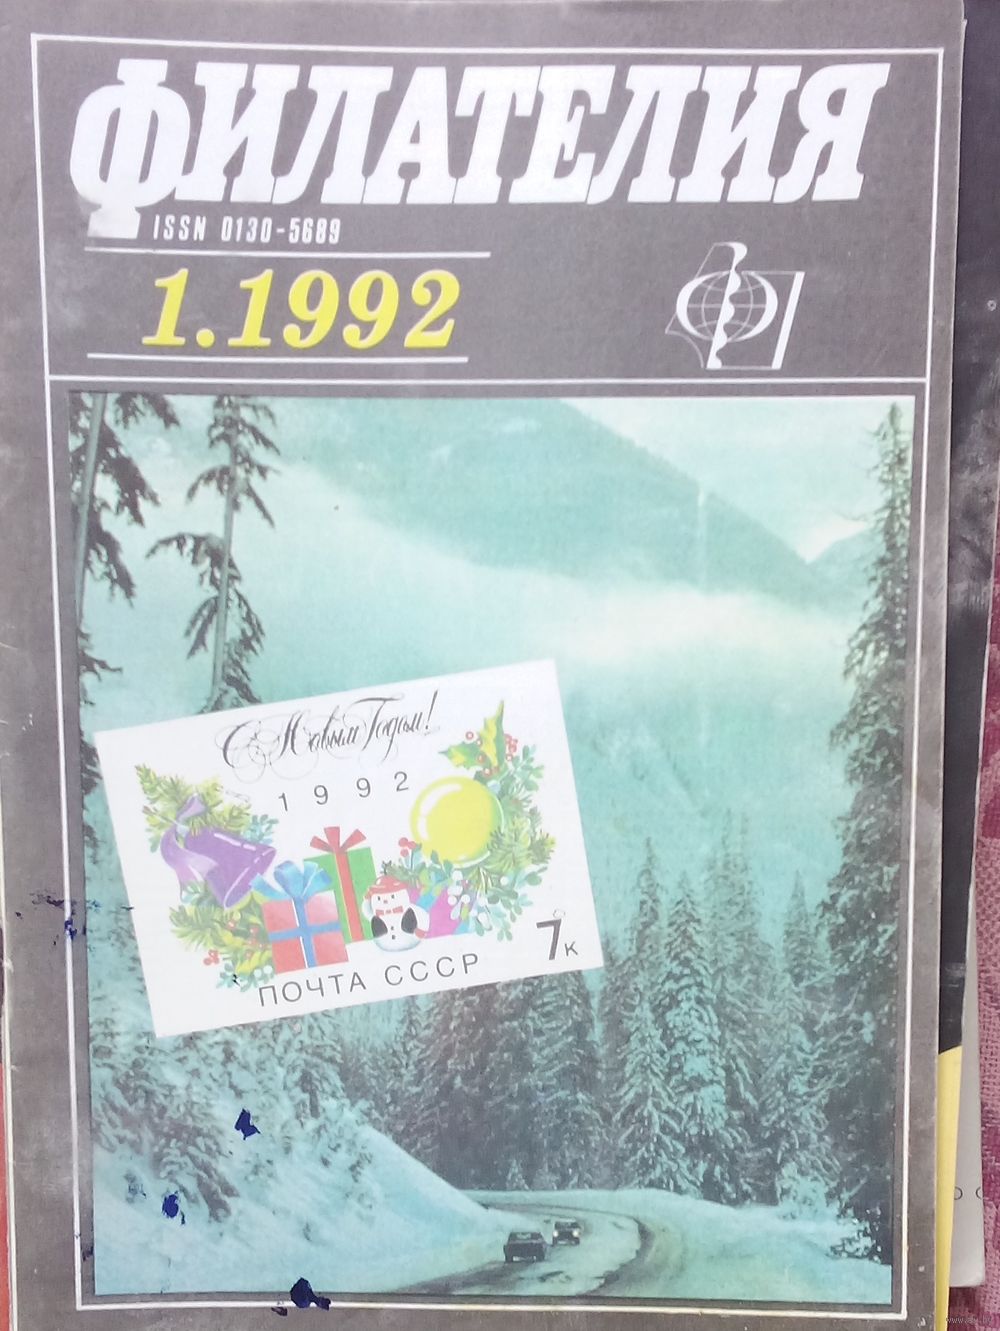 ФИЛАТЕЛИЯ
ISSN 0130-5689
1.1992
С Новым Годом!
1992
7к
ПОЧТА СССР